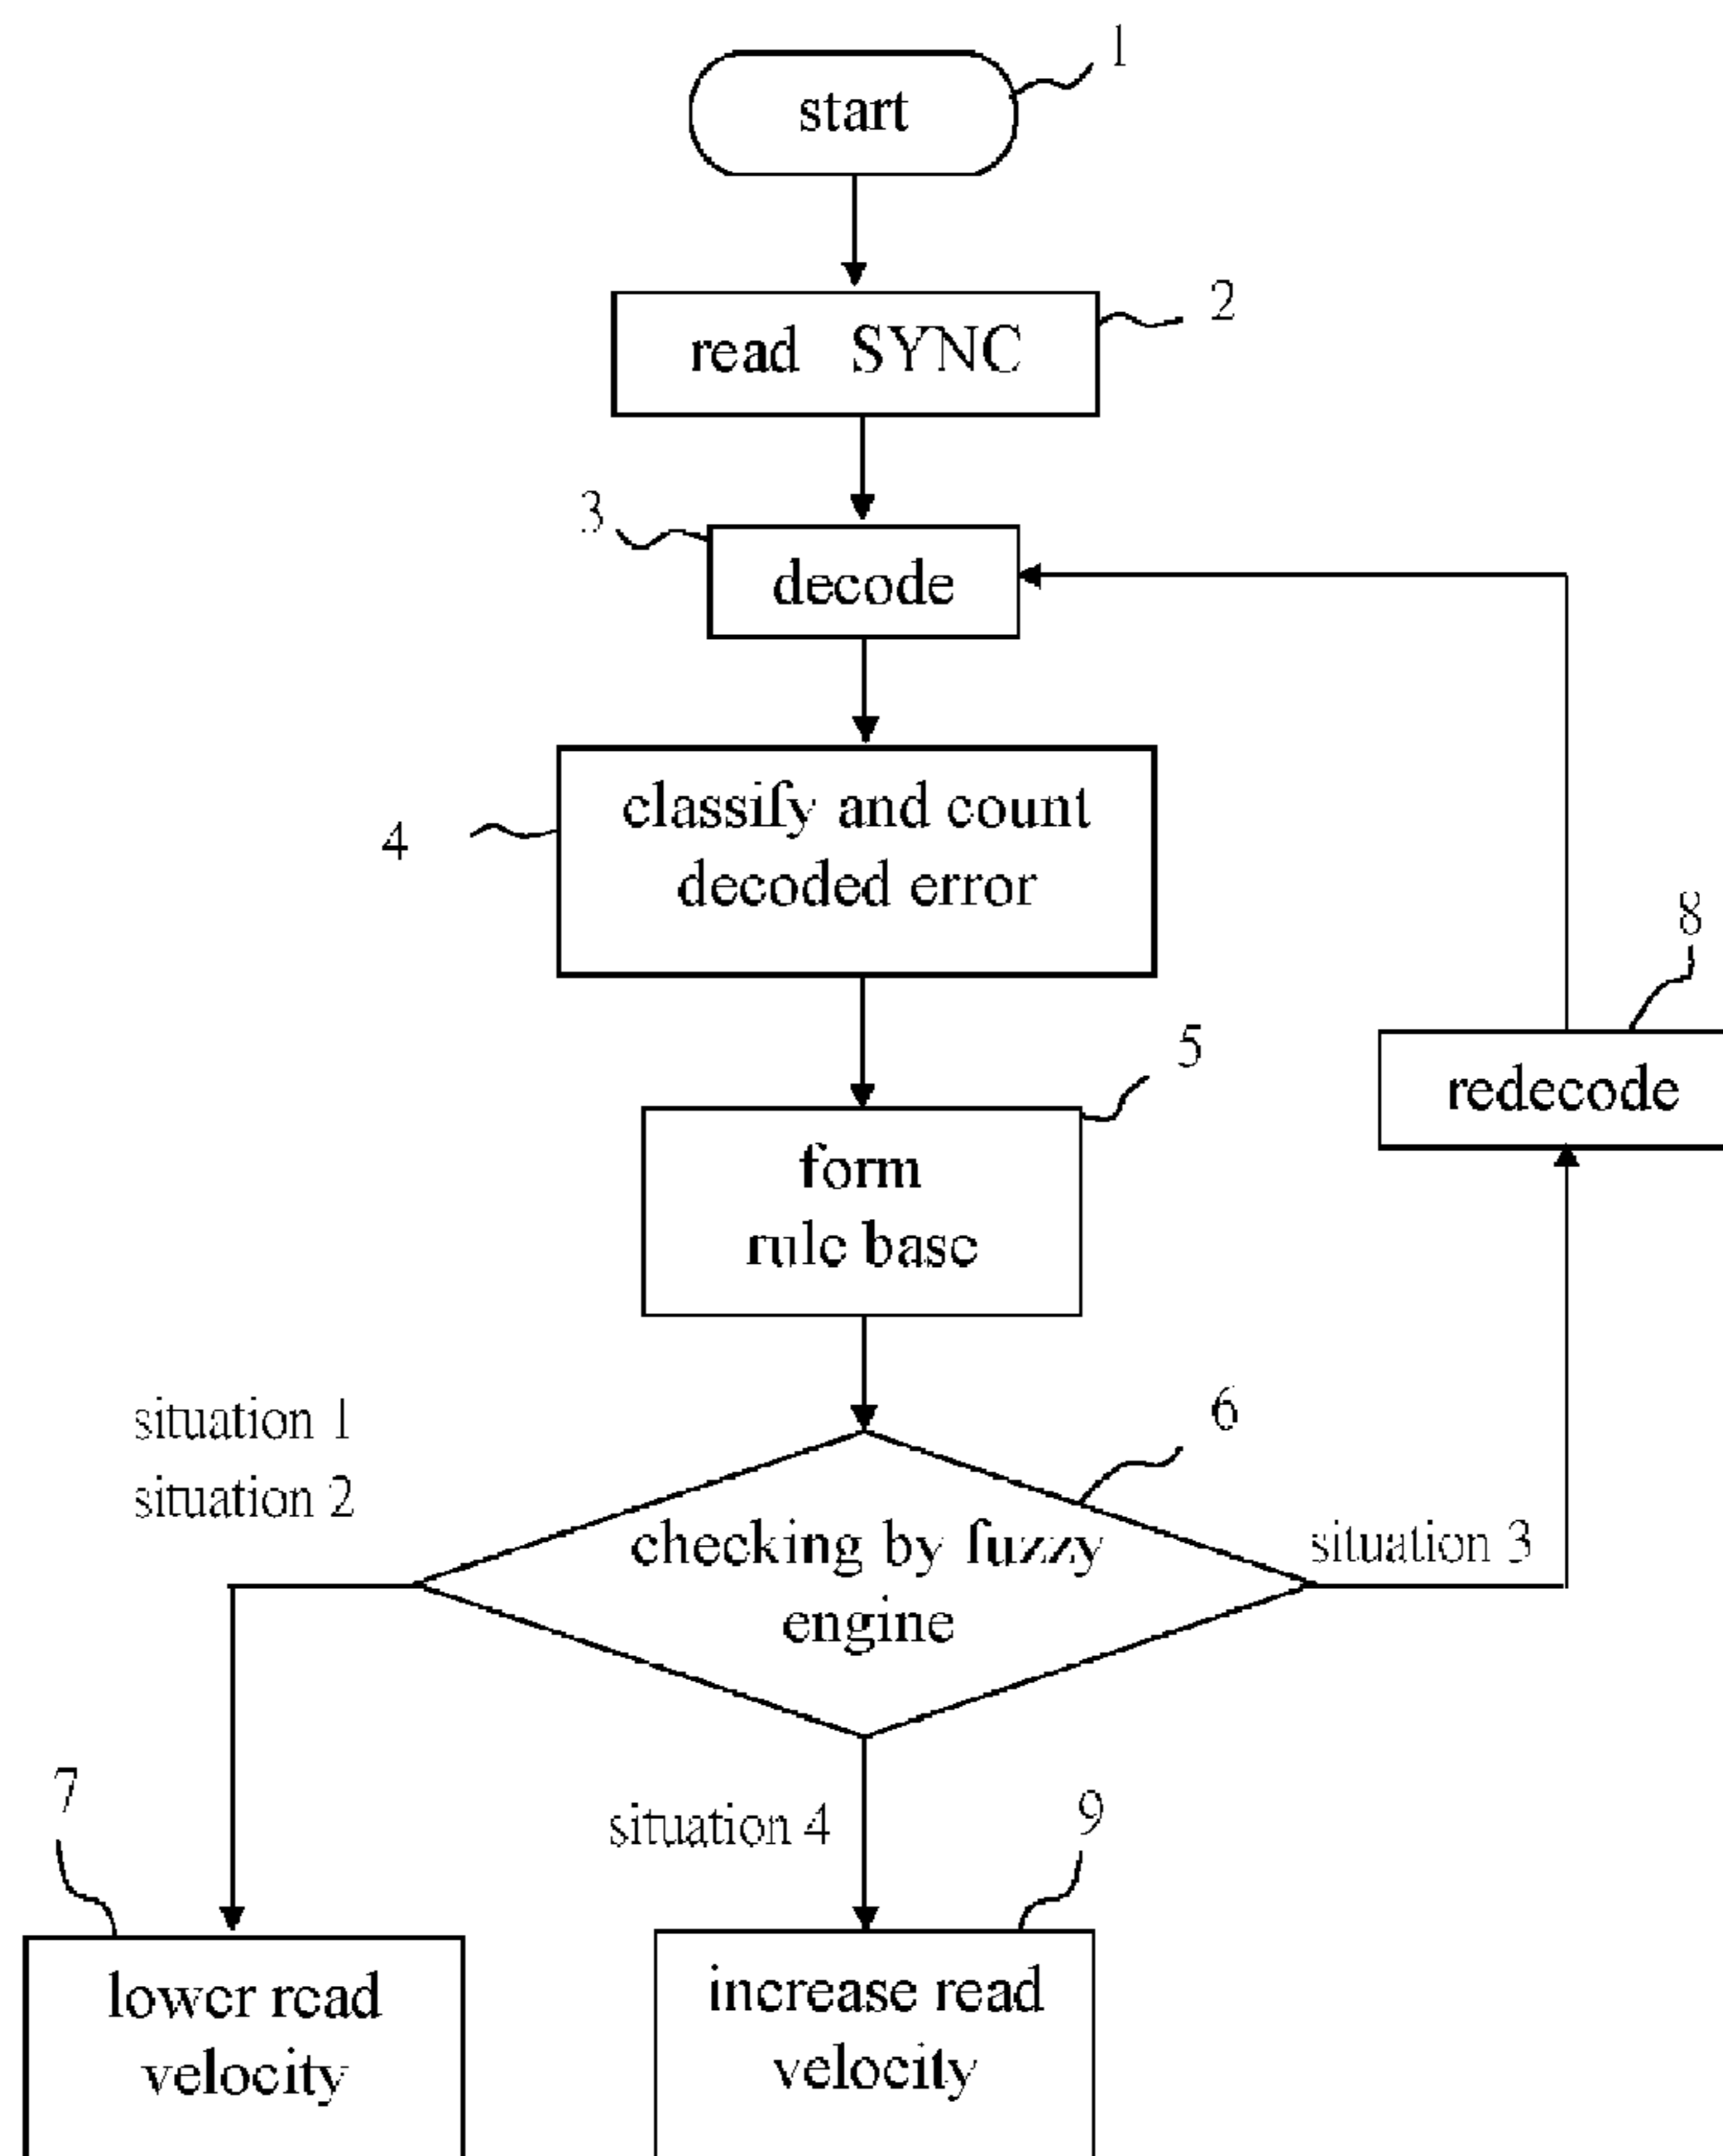 1
start
2
read SYNC
3
decode
4
classify and count
decoded error
8
redecode
5
form
rule base
situation 1
situation 2
6
checking by fuzzy
engine
situation 3
7
situation 4
9
lower read
velocity
increase read
velocity